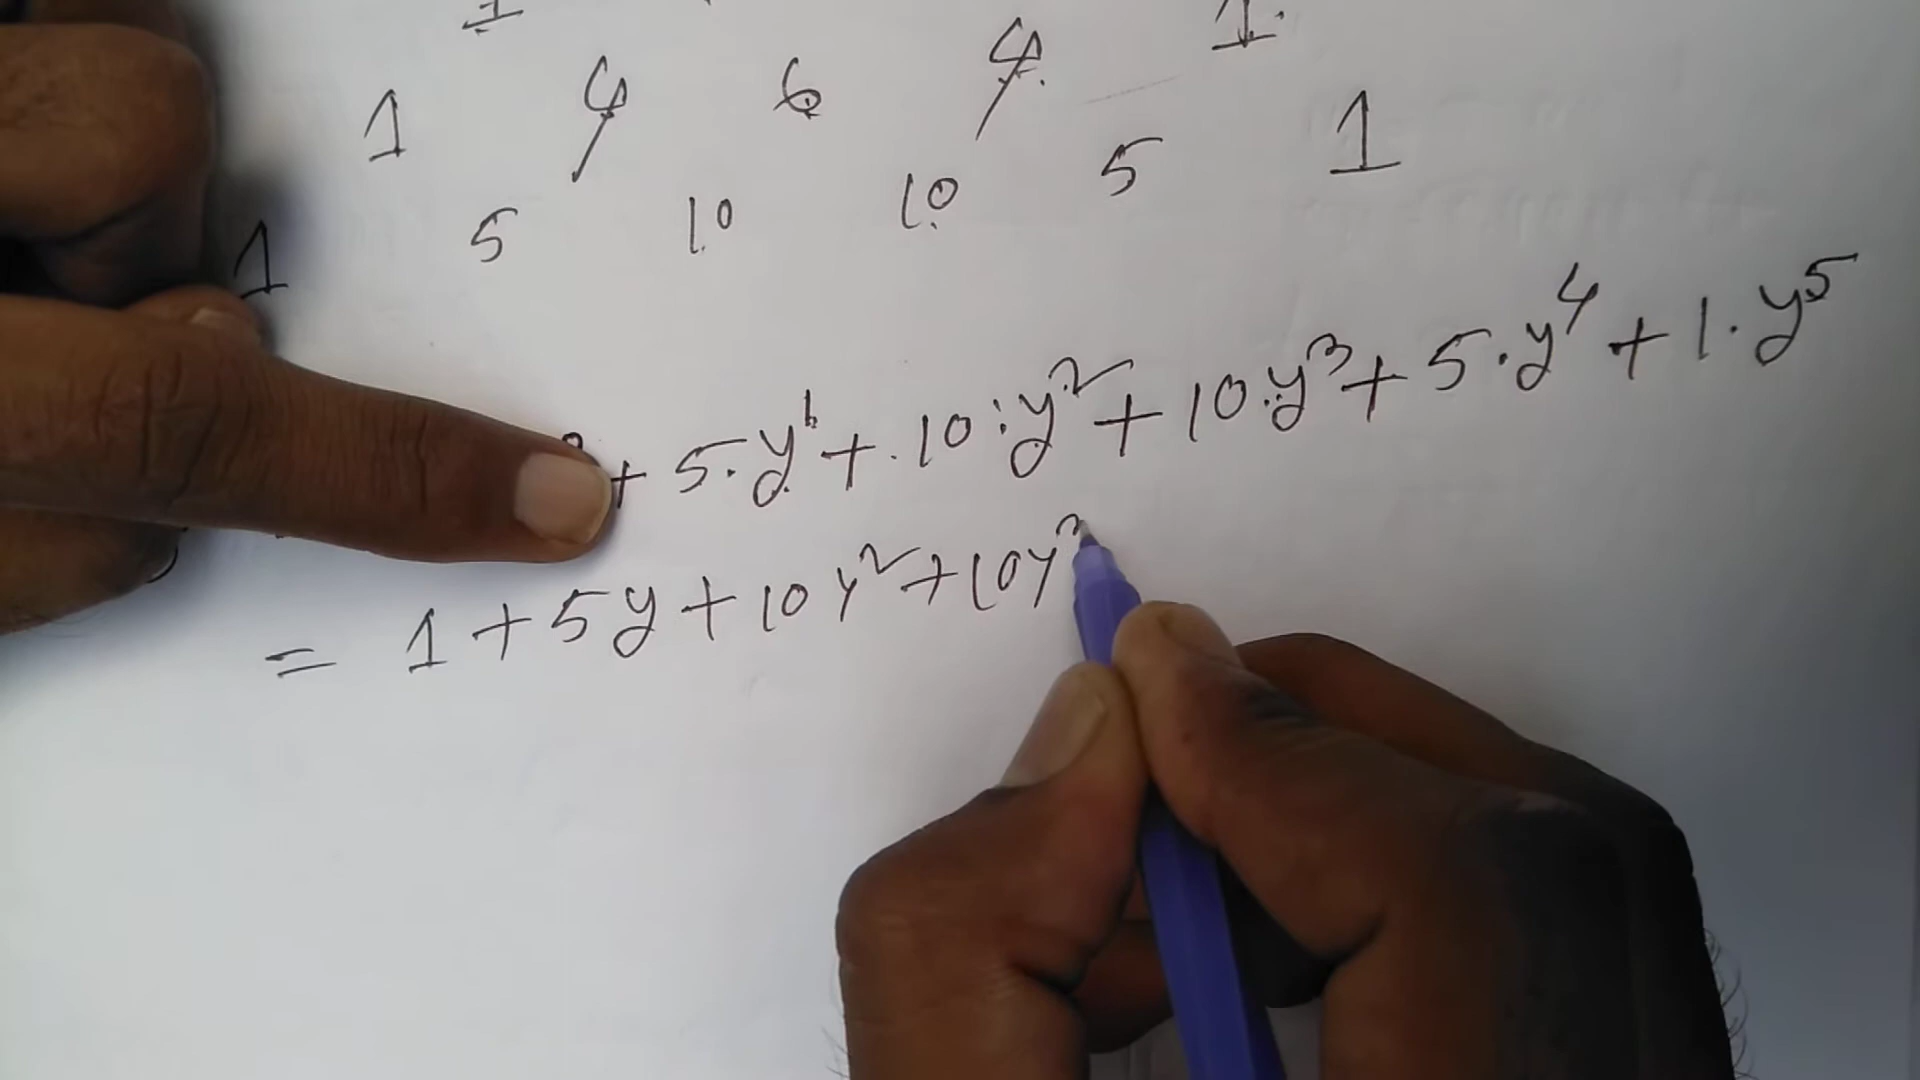 1 1
1 4 6 4 1
1 5 10 10 5 1
+ 5.y¹ + 10.y² + 10.y³ + 5.y⁴ + 1.y⁵
= 1 + 5y + 10y² + 10y³